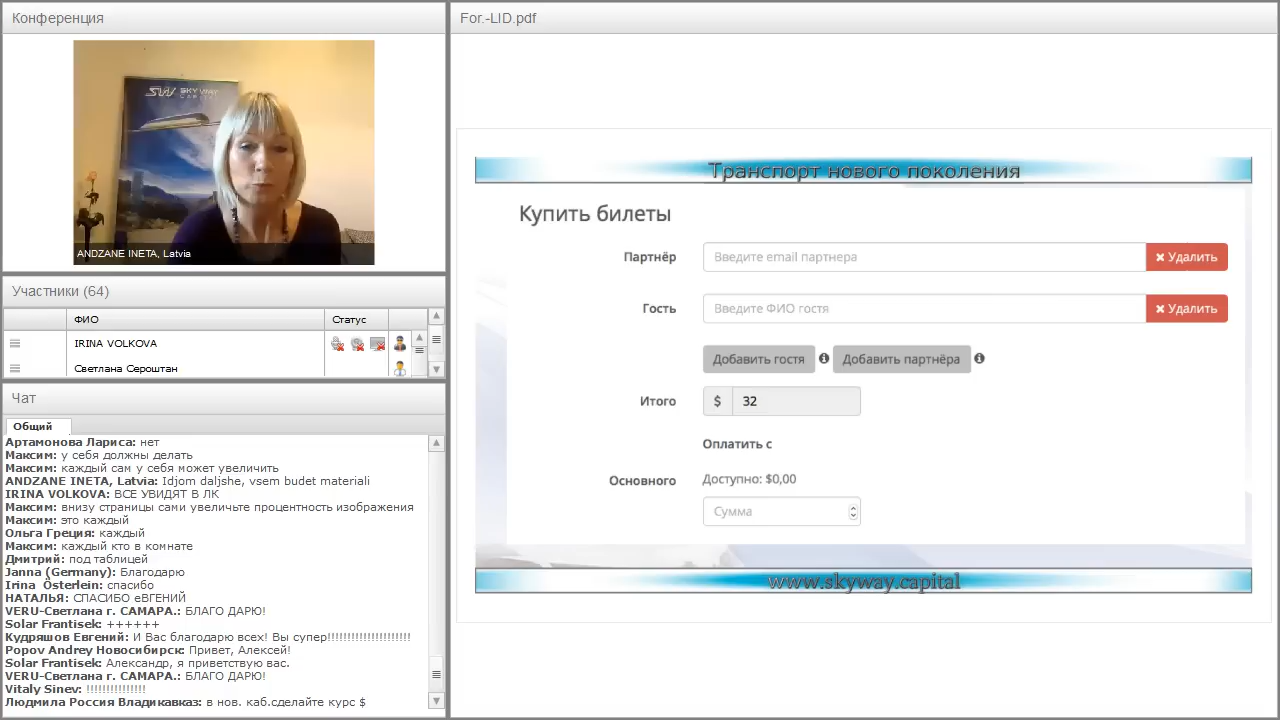 Конференция
SW SKY WAY
CAPITAL
ANDZANE INETA, Latvia
Участники (64)
ФИО
Статус
IRINA VOLKOVA
Светлана Сероштан
Чат
Общий
Артамонова Лариса: нет
Максим: у себя должны делать
Максим: каждый сам у себя может увеличить
ANDZANE INETA, Latvia: Idjom daljshe, vsem budet materiali
IRINA VOLKOVA: ВСЕ УВИДЯТ В ЛК
Максим: внизу страницы сами увеличьте процентность изображения
Максим: это каждый
Ольга Греция: каждый
Максим: каждый кто в комнате
Дмитрий: под таблицей
Janna (Germany): Благодарю
Irina Österlein: спасибо
НАТАЛЬЯ: СПАСИБО еВГЕНИЙ
VERU-Светлана г. САМАРА.: БЛАГО ДАРЮ!
Solar Frantisek: ++++++
Кудряшов Евгений: И Вас благодарю всех! Вы супер!!!!!!!!!!!!!!!!!!!!!
Popov Andrey Новосибирск: Привет, Алексей!
Solar Frantisek: Александр, я приветствую вас.
VERU-Светлана г. САМАРА.: БЛАГО ДАРЮ!
Vitaly Sinev: !!!!!!!!!!!!!!!
Людмила Россия Владикавказ: в нов. каб.сделайте курс $
For.-LID.pdf
Транспорт нового поколения
Купить билеты
Партнёр
Введите email партнера
Удалить
Гость
Введите ФИО гостя
Удалить
Добавить гостя
Добавить партнёра
Итого
$ 32
Оплатить с
Основного
Доступно: $0,00
Сумма
www.skyway.capital